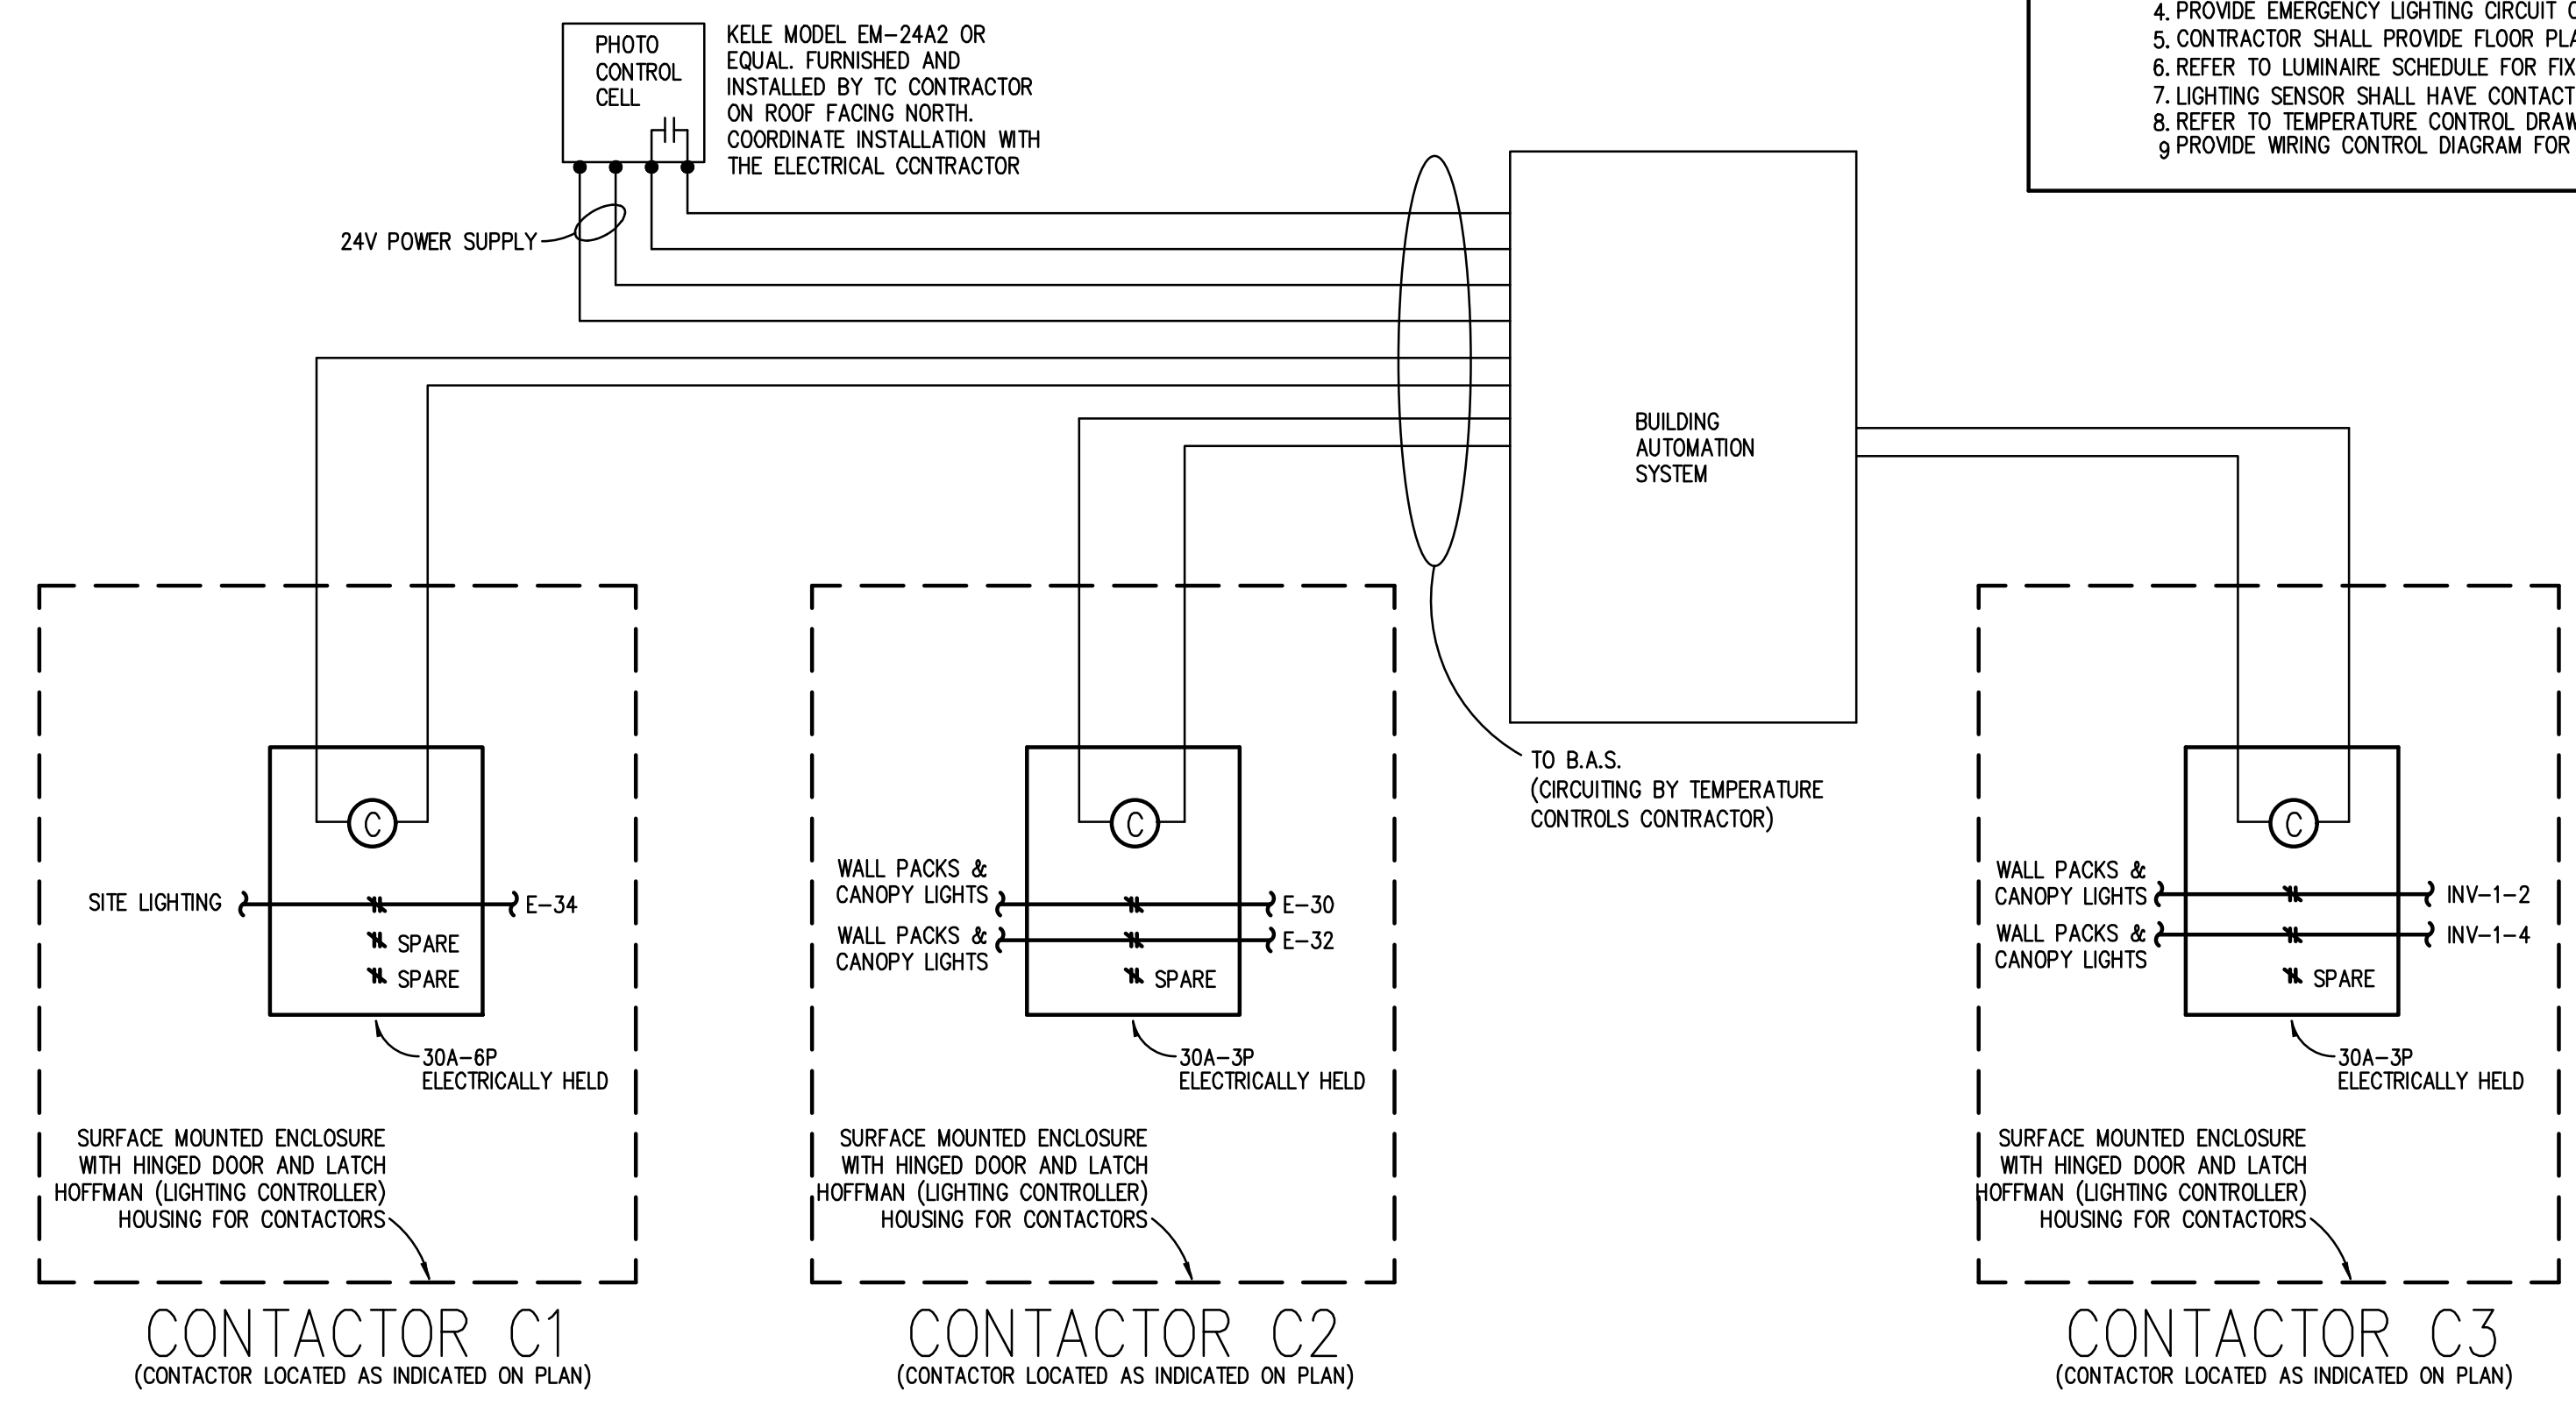 PHOTO
CONTROL
CELL
KELE MODEL EM-24A2 OR
EQUAL. FURNISHED AND
INSTALLED BY TC CONTRACTOR
ON ROOF FACING NORTH.
COORDINATE INSTALLATION WITH
THE ELECTRICAL CCNTRACTOR
4. PROVIDE EMERGENCY LIGHTING CIRCUIT
5. CONTRACTOR SHALL PROVIDE FLOOR
6. REFER TO LUMINAIRE SCHEDULE FOR
7. LIGHTING SENSOR SHALL HAVE CONTACT
8. REFER TO TEMPERATURE CONTROL
9 PROVIDE WIRING CONTROL DIAGRAM FOR
24V POWER SUPPLY
BUILDING
AUTOMATION
SYSTEM
TO B.A.S.
(CIRCUITING BY TEMPERATURE
CONTROLS CONTRACTOR)
C
SITE LIGHTING
E-34
SPARE
SPARE
30A-6P
ELECTRICALLY HELD
SURFACE MOUNTED ENCLOSURE
WITH HINGED DOOR AND LATCH
HOFFMAN (LIGHTING CONTROLLER)
HOUSING FOR CONTACTORS
CONTACTOR C1
(CONTACTOR LOCATED AS INDICATED ON PLAN)
C
WALL PACKS &
CANOPY LIGHTS
E-30
WALL PACKS &
CANOPY LIGHTS
E-32
SPARE
30A-3P
ELECTRICALLY HELD
SURFACE MOUNTED ENCLOSURE
WITH HINGED DOOR AND LATCH
HOFFMAN (LIGHTING CONTROLLER)
HOUSING FOR CONTACTORS
CONTACTOR C2
(CONTACTOR LOCATED AS INDICATED ON PLAN)
C
WALL PACKS &
CANOPY LIGHTS
INV-1-2
WALL PACKS &
CANOPY LIGHTS
INV-1-4
SPARE
30A-3P
ELECTRICALLY HELD
SURFACE MOUNTED ENCLOSURE
WITH HINGED DOOR AND LATCH
HOFFMAN (LIGHTING CONTROLLER)
HOUSING FOR CONTACTORS
CONTACTOR C3
(CONTACTOR LOCATED AS INDICATED ON PLAN)